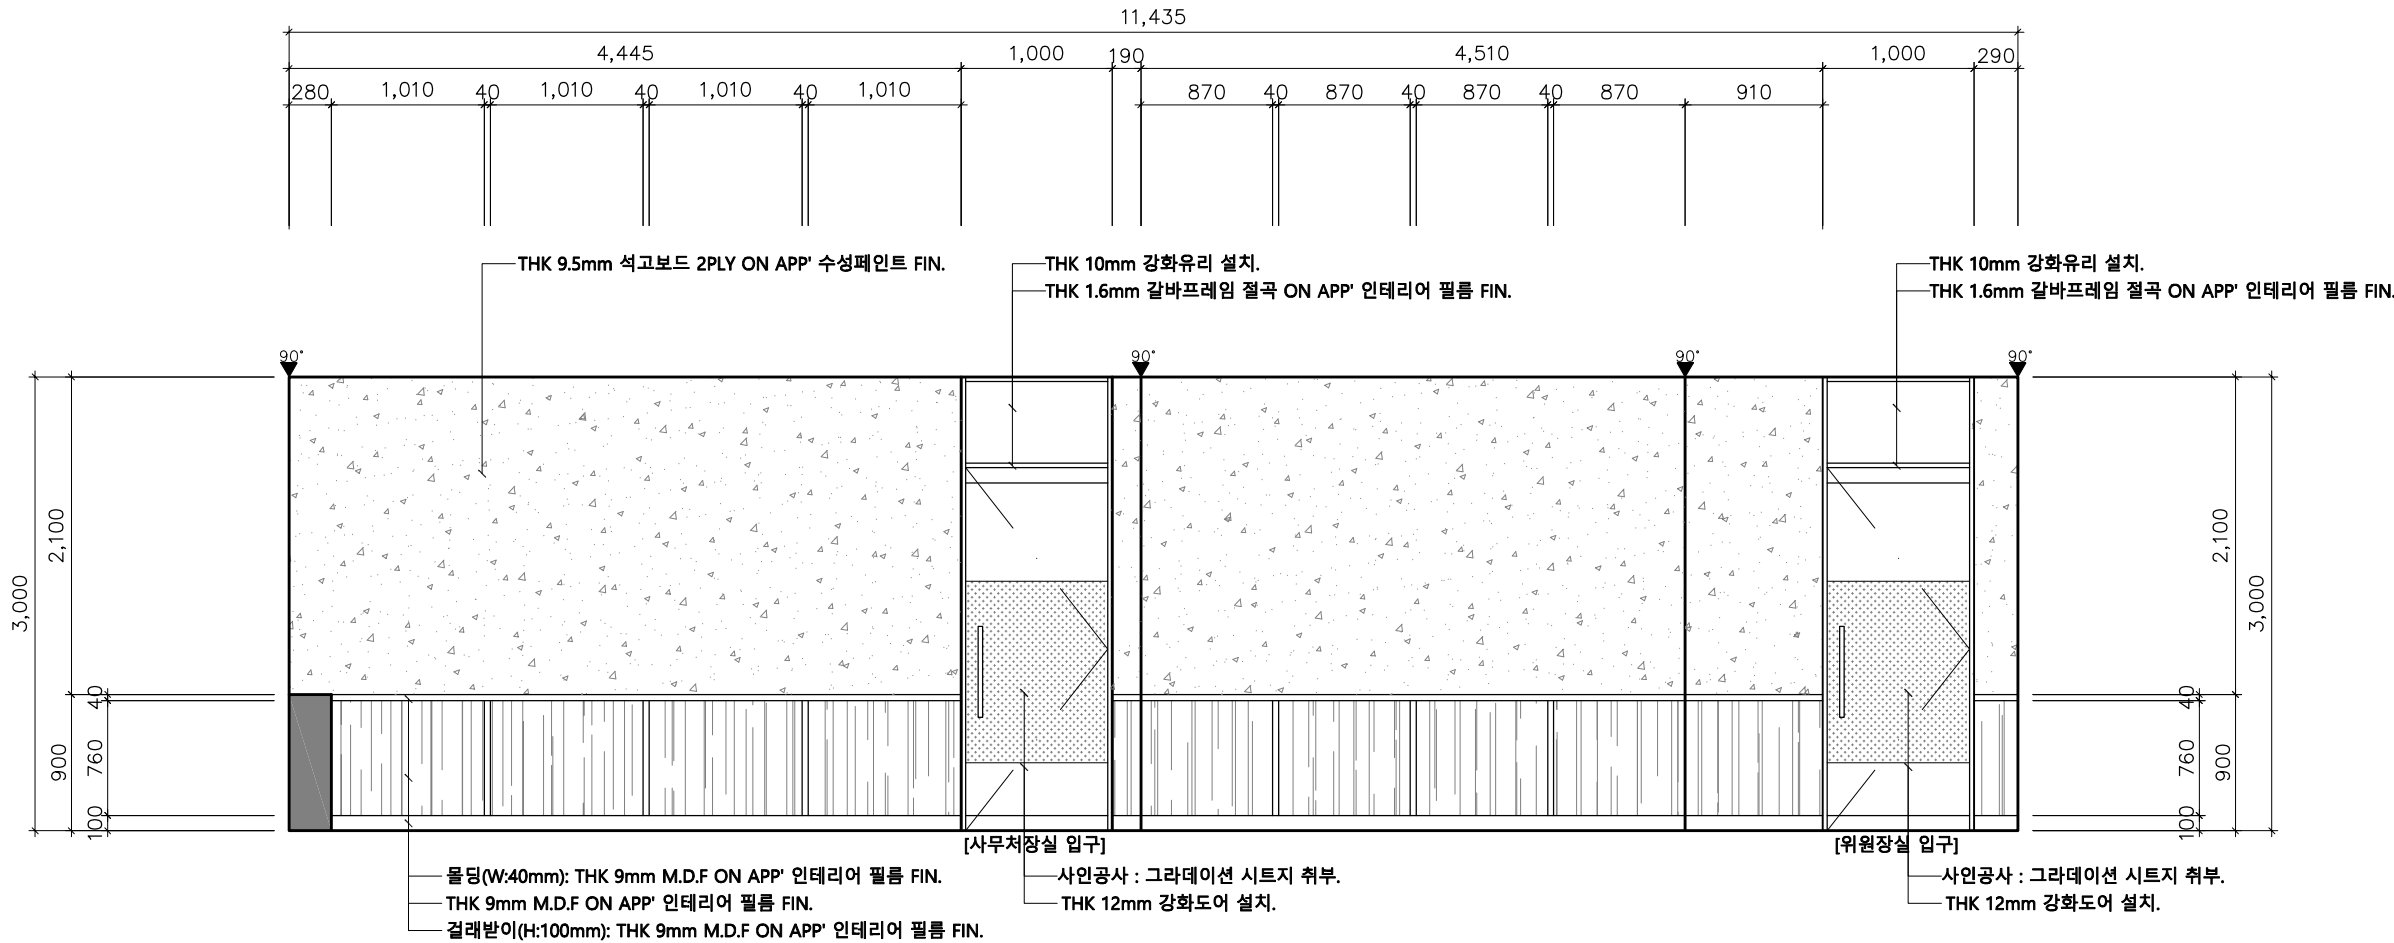 11,435
4,445 1,000 190 4,510 1,000 290
280 1,010 40 1,010 40 1,010 40 1,010 870 40 870 40 870 40 870 910
THK 9.5mm 석고보드 2PLY ON APP' 수성페인트 FIN.
THK 10mm 강화유리 설치.
THK 1.6mm 갈바프레임 절곡 ON APP' 인테리어 필름 FIN.
THK 10mm 강화유리 설치.
THK 1.6mm 갈바프레임 절곡 ON APP' 인테리어 필름 FIN.
90° 90° 90° 90°
3,000
2,100
900
40
760
100
2,100
3,000
40
760
900
100
[사무처장실 입구]
[위원장실 입구]
몰딩(W:40mm): THK 9mm M.D.F ON APP' 인테리어 필름 FIN.
THK 9mm M.D.F ON APP' 인테리어 필름 FIN.
걸래받이(H:100mm): THK 9mm M.D.F ON APP' 인테리어 필름 FIN.
사인공사 : 그라데이션 시트지 취부.
THK 12mm 강화도어 설치.
사인공사 : 그라데이션 시트지 취부.
THK 12mm 강화도어 설치.